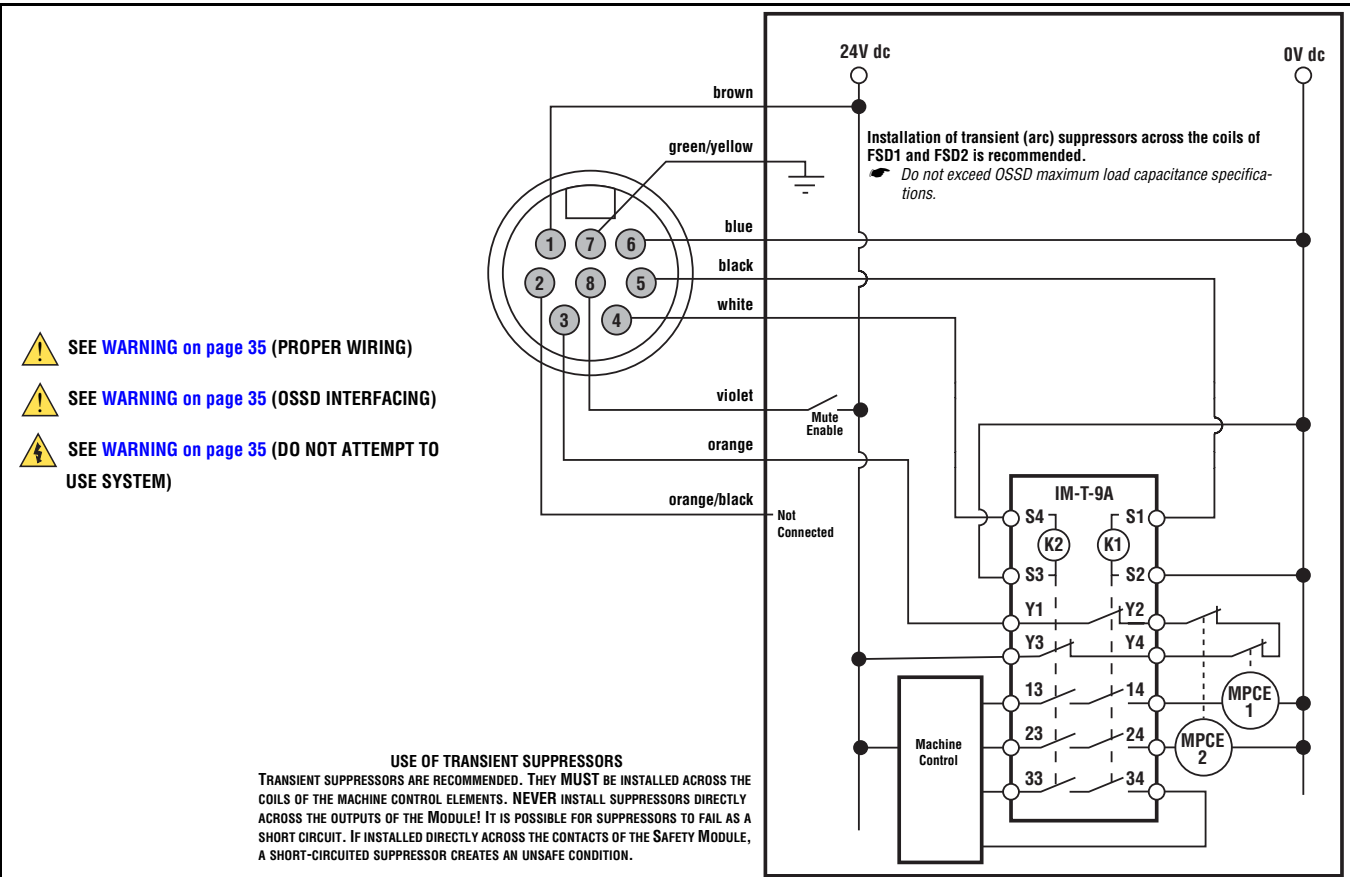 24V dc
0V dc
brown
Installation of transient (arc) suppressors across the coils of
FSD1 and FSD2 is recommended.
Do not exceed OSSD maximum load capacitance specifica-
tions.
green/yellow
blue
black
white
1
7
6
2
8
5
3
4
SEE WARNING on page 35 (PROPER WIRING)
SEE WARNING on page 35 (OSSD INTERFACING)
SEE WARNING on page 35 (DO NOT ATTEMPT TO
USE SYSTEM)
violet
Mute
Enable
orange
orange/black
Not
Connected
IM-T-9A
S4
S1
K2
K1
S3
S2
Y1
Y2
Y3
Y4
13
14
23
24
33
34
MPCE
1
MPCE
2
Machine
Control
USE OF TRANSIENT SUPPRESSORS
TRANSIENT SUPPRESSORS ARE RECOMMENDED. THEY MUST BE INSTALLED ACROSS THE
COILS OF THE MACHINE CONTROL ELEMENTS. NEVER INSTALL SUPPRESSORS DIRECTLY
ACROSS THE OUTPUTS OF THE MODULE! IT IS POSSIBLE FOR SUPPRESSORS TO FAIL AS A
SHORT CIRCUIT. IF INSTALLED DIRECTLY ACROSS THE CONTACTS OF THE SAFETY MODULE,
A SHORT-CIRCUITED SUPPRESSOR CREATES AN UNSAFE CONDITION.